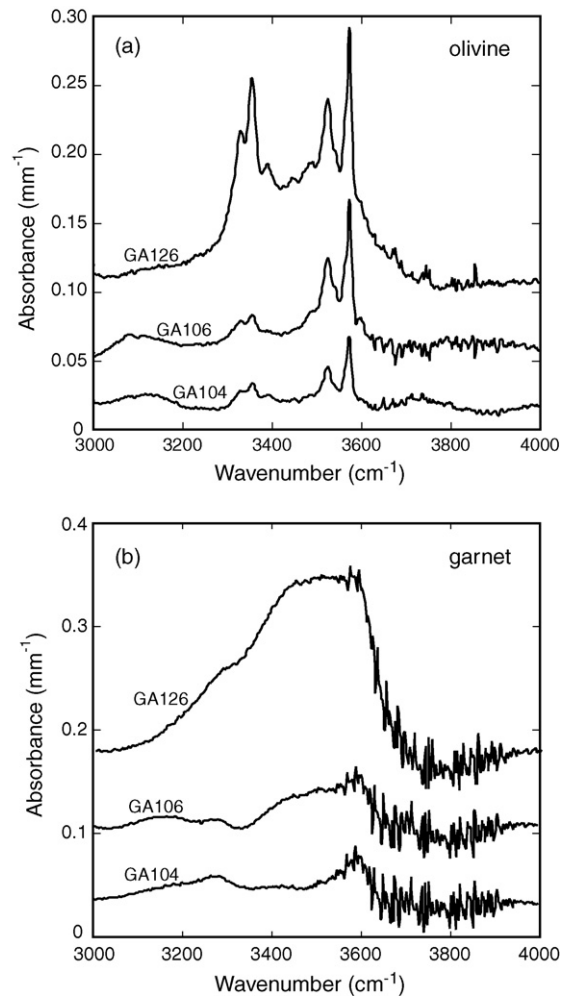 0.30
(a)
olivine
0.25
0.20
0.15
GA126
0.10
GA106
0.05
GA104
0
3000 3200 3400 3600 3800 4000
Wavenumber (cm⁻¹)
Absorbance (mm⁻¹)
0.4
(b)
garnet
0.3
GA126
0.2
GA106
0.1
GA104
0
3000 3200 3400 3600 3800 4000
Wavenumber (cm⁻¹)
Absorbance (mm⁻¹)